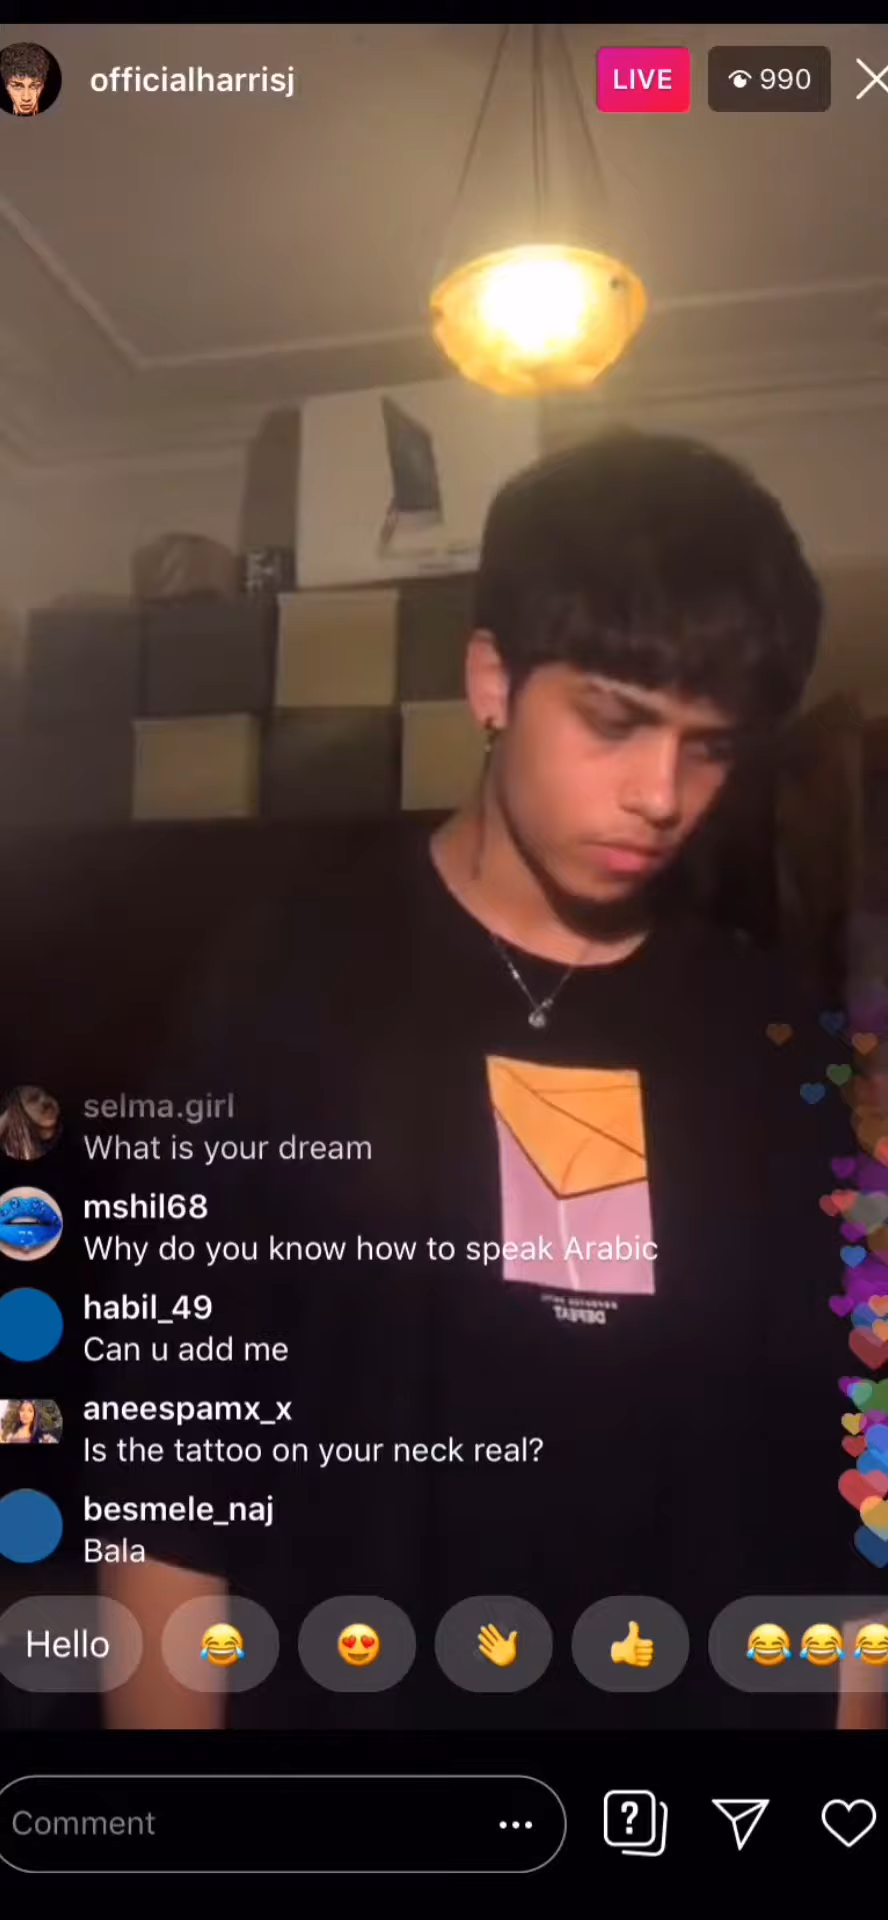 officialharrisj
LIVE
990
selma.girl
What is your dream
mshil68
Why do you know how to speak Arabic
habil_49
Can u add me
aneespamx_x
Is the tattoo on your neck real?
besmele_naj
Bala
DEFEAT
Hello
Comment
?